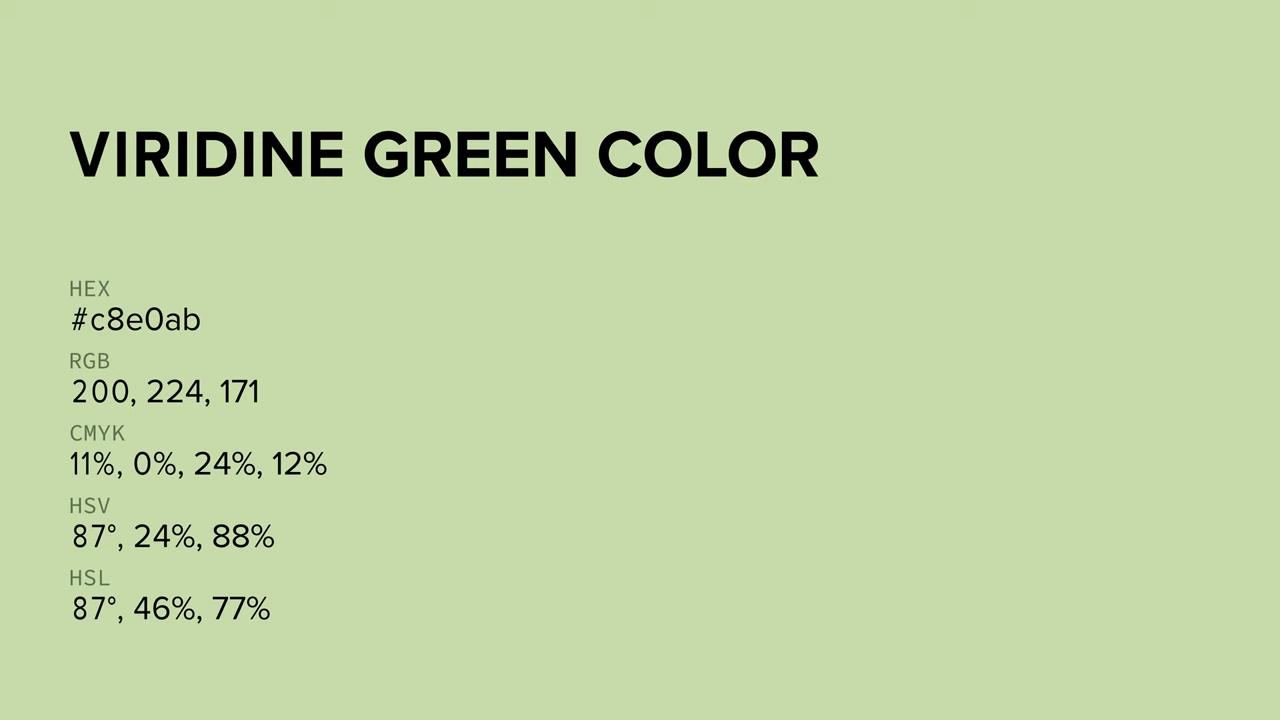 VIRIDINE GREEN COLOR
HEX
#c8e0ab
RGB
200, 224, 171
CMYK
11%, 0%, 24%, 12%
HSV
87°, 24%, 88%
HSL
87°, 46%, 77%